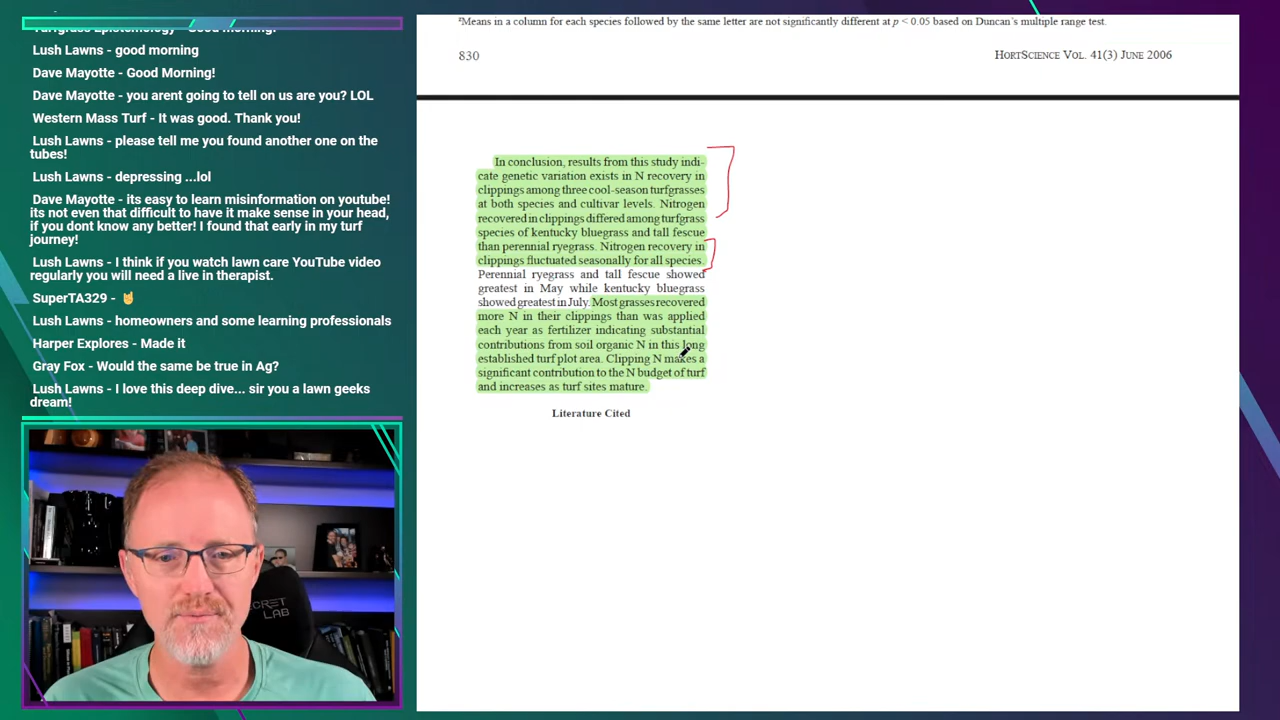 Lush Lawns - good morning
Dave Mayotte - Good Morning!
Dave Mayotte - you arent going to tell on us are you? LOL
Western Mass Turf - It was good. Thank you!
Lush Lawns - please tell me you found another one on the
tubes!
Lush Lawns - depressing ...lol
Dave Mayotte - its easy to learn misinformation on youtube!
its not even that difficult to have it make sense in your head,
if you dont know any better! I found that early in my turf
journey!
Lush Lawns - I think if you watch lawn care YouTube video
regularly you will need a live in therapist.
SuperTA329 - 🤘
Lush Lawns - homeowners and some learning professionals
Harper Explores - Made it
Gray Fox - Would the same be true in Ag?
Lush Lawns - I love this deep dive... sir you a lawn geeks
dream!
CRET
LAB
ᶻMeans in a column for each species followed by the same letter are not significantly different at p < 0.05 based on Duncan's multiple range test.
830
HORTSCIENCE VOL. 41(3) JUNE 2006
In conclusion, results from this study indi-
cate genetic variation exists in N recovery in
clippings among three cool-season turfgrasses
at both species and cultivar levels. Nitrogen
recovered in clippings differed among turfgrass
species of kentucky bluegrass and tall fescue
than perennial ryegrass. Nitrogen recovery in
clippings fluctuated seasonally for all species.
Perennial ryegrass and tall fescue showed
greatest in May while kentucky bluegrass
showed greatest in July. Most grasses recovered
more N in their clippings than was applied
each year as fertilizer indicating substantial
contributions from soil organic N in this long
established turf plot area. Clipping N makes a
significant contribution to the N budget of turf
and increases as turf sites mature.
Literature Cited